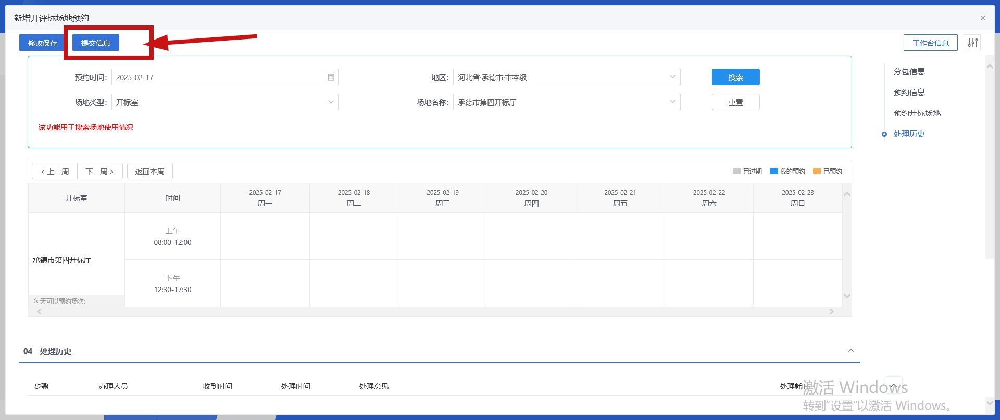 新增开评标场地预约
×
修改保存
提交信息
工作台信息
预约时间：
2025-02-17
地区：
河北省·承德市·市本级
搜索
场地类型：
开标室
场地名称：
承德市第四开标厅
重置
该功能用于搜索场地使用情况
分包信息
预约信息
预约开标场地
处理历史
< 上一周
下一周 >
返回本周
已过期
我的预约
已预约
开标室
时间
2025-02-17
周一
2025-02-18
周二
2025-02-19
周三
2025-02-20
周四
2025-02-21
周五
2025-02-22
周六
2025-02-23
周日
上午
08:00-12:00
承德市第四开标厅
下午
12:30-17:30
每天可以预约场次:
04 处理历史
步骤
办理人员
收到时间
处理时间
处理意见
处理耗时
激活 Windows
转到“设置”以激活 Windows。